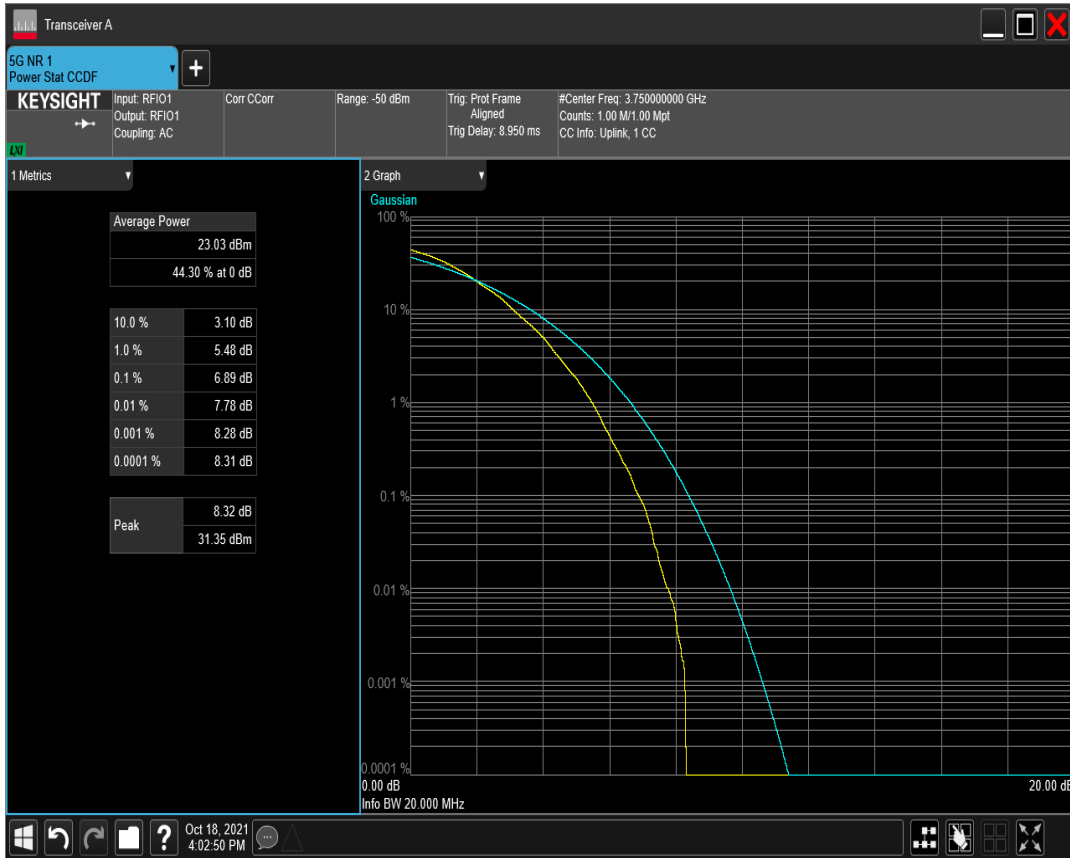 Transceiver A
5G NR 1
Power Stat CCDF
+
KEYSIGHT
LXI
Input: RFIO1
Output: RFIO1
Coupling: AC
Corr CCorr
Range: -50 dBm
Trig: Prot Frame
Aligned
Trig Delay: 8.950 ms
#Center Freq: 3.750000000 GHz
Counts: 1.00 M/1.00 Mpt
CC Info: Uplink, 1 CC
1 Metrics
Average Power
23.03 dBm
44.30 % at 0 dB
10.0 % 3.10 dB
1.0 % 5.48 dB
0.1 % 6.89 dB
0.01 % 7.78 dB
0.001 % 8.28 dB
0.0001 % 8.31 dB
Peak 8.32 dB
31.35 dBm
2 Graph
Gaussian
100 %
10 %
1 %
0.1 %
0.01 %
0.001 %
0.0001 %
0.00 dB 20.00 dB
Info BW 20.000 MHz
? Oct 18, 2021
4:02:50 PM